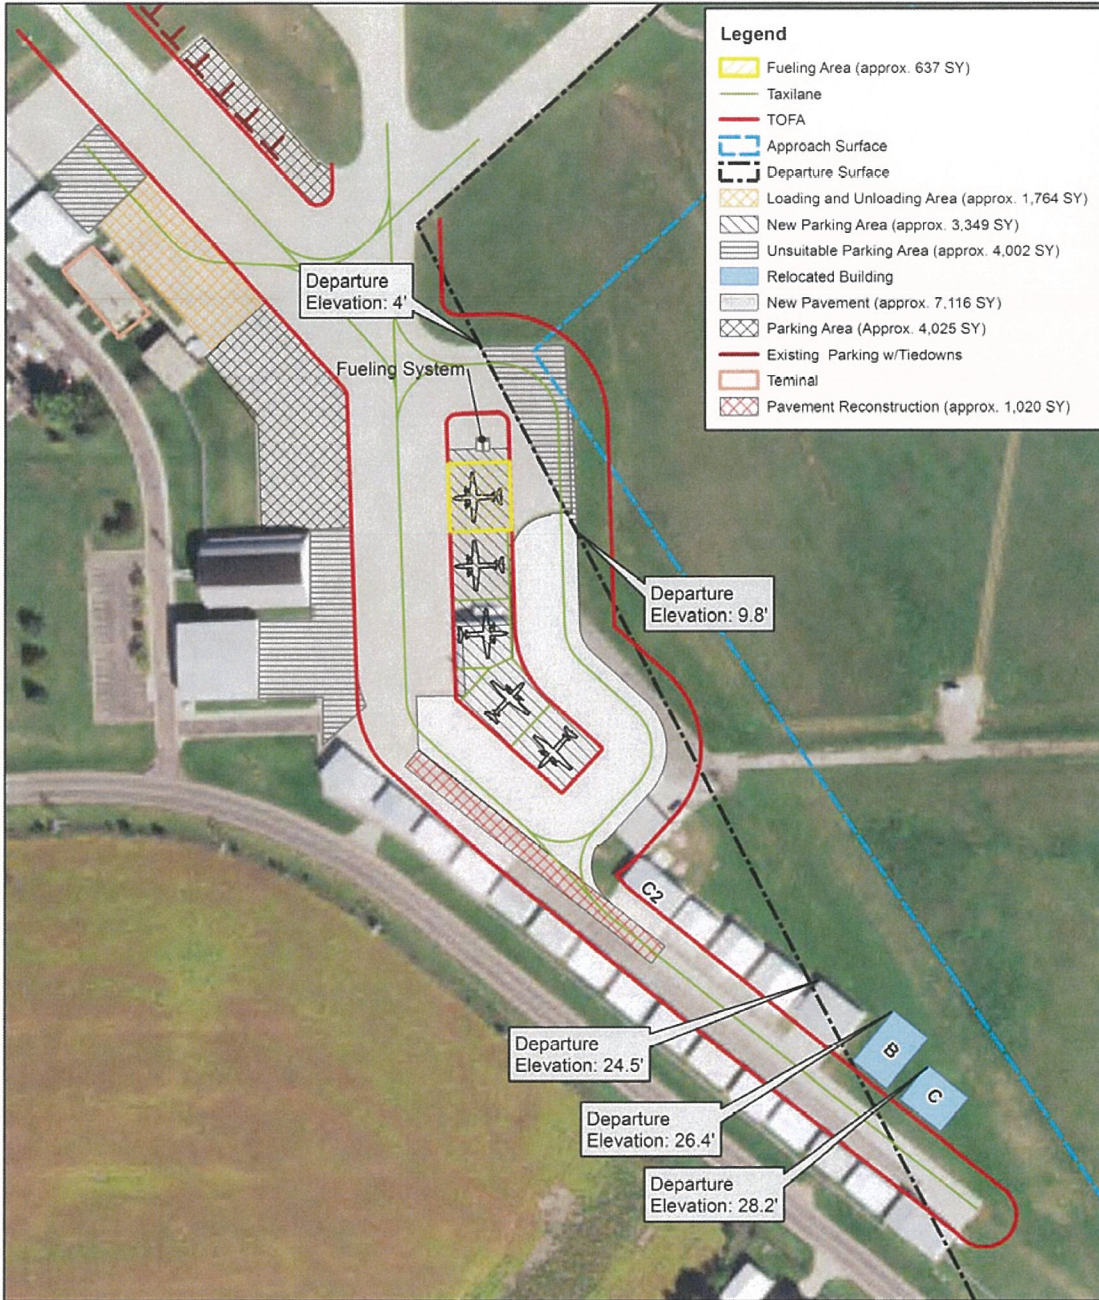 Legend
Fueling Area (approx. 637 SY)
Taxilane
TOFA
Approach Surface
Departure Surface
Loading and Unloading Area (approx. 1,764 SY)
New Parking Area (approx. 3,349 SY)
Unsuitable Parking Area (approx. 4,002 SY)
Relocated Building
New Pavement (approx. 7,116 SY)
Parking Area (Approx. 4,025 SY)
Existing Parking w/Tiedowns
Teminal
Pavement Reconstruction (approx. 1,020 SY)
Departure
Elevation: 4'
Fueling System
Departure
Elevation: 9.8'
C2
Departure
Elevation: 24.5'
B
C
Departure
Elevation: 26.4'
Departure
Elevation: 28.2'